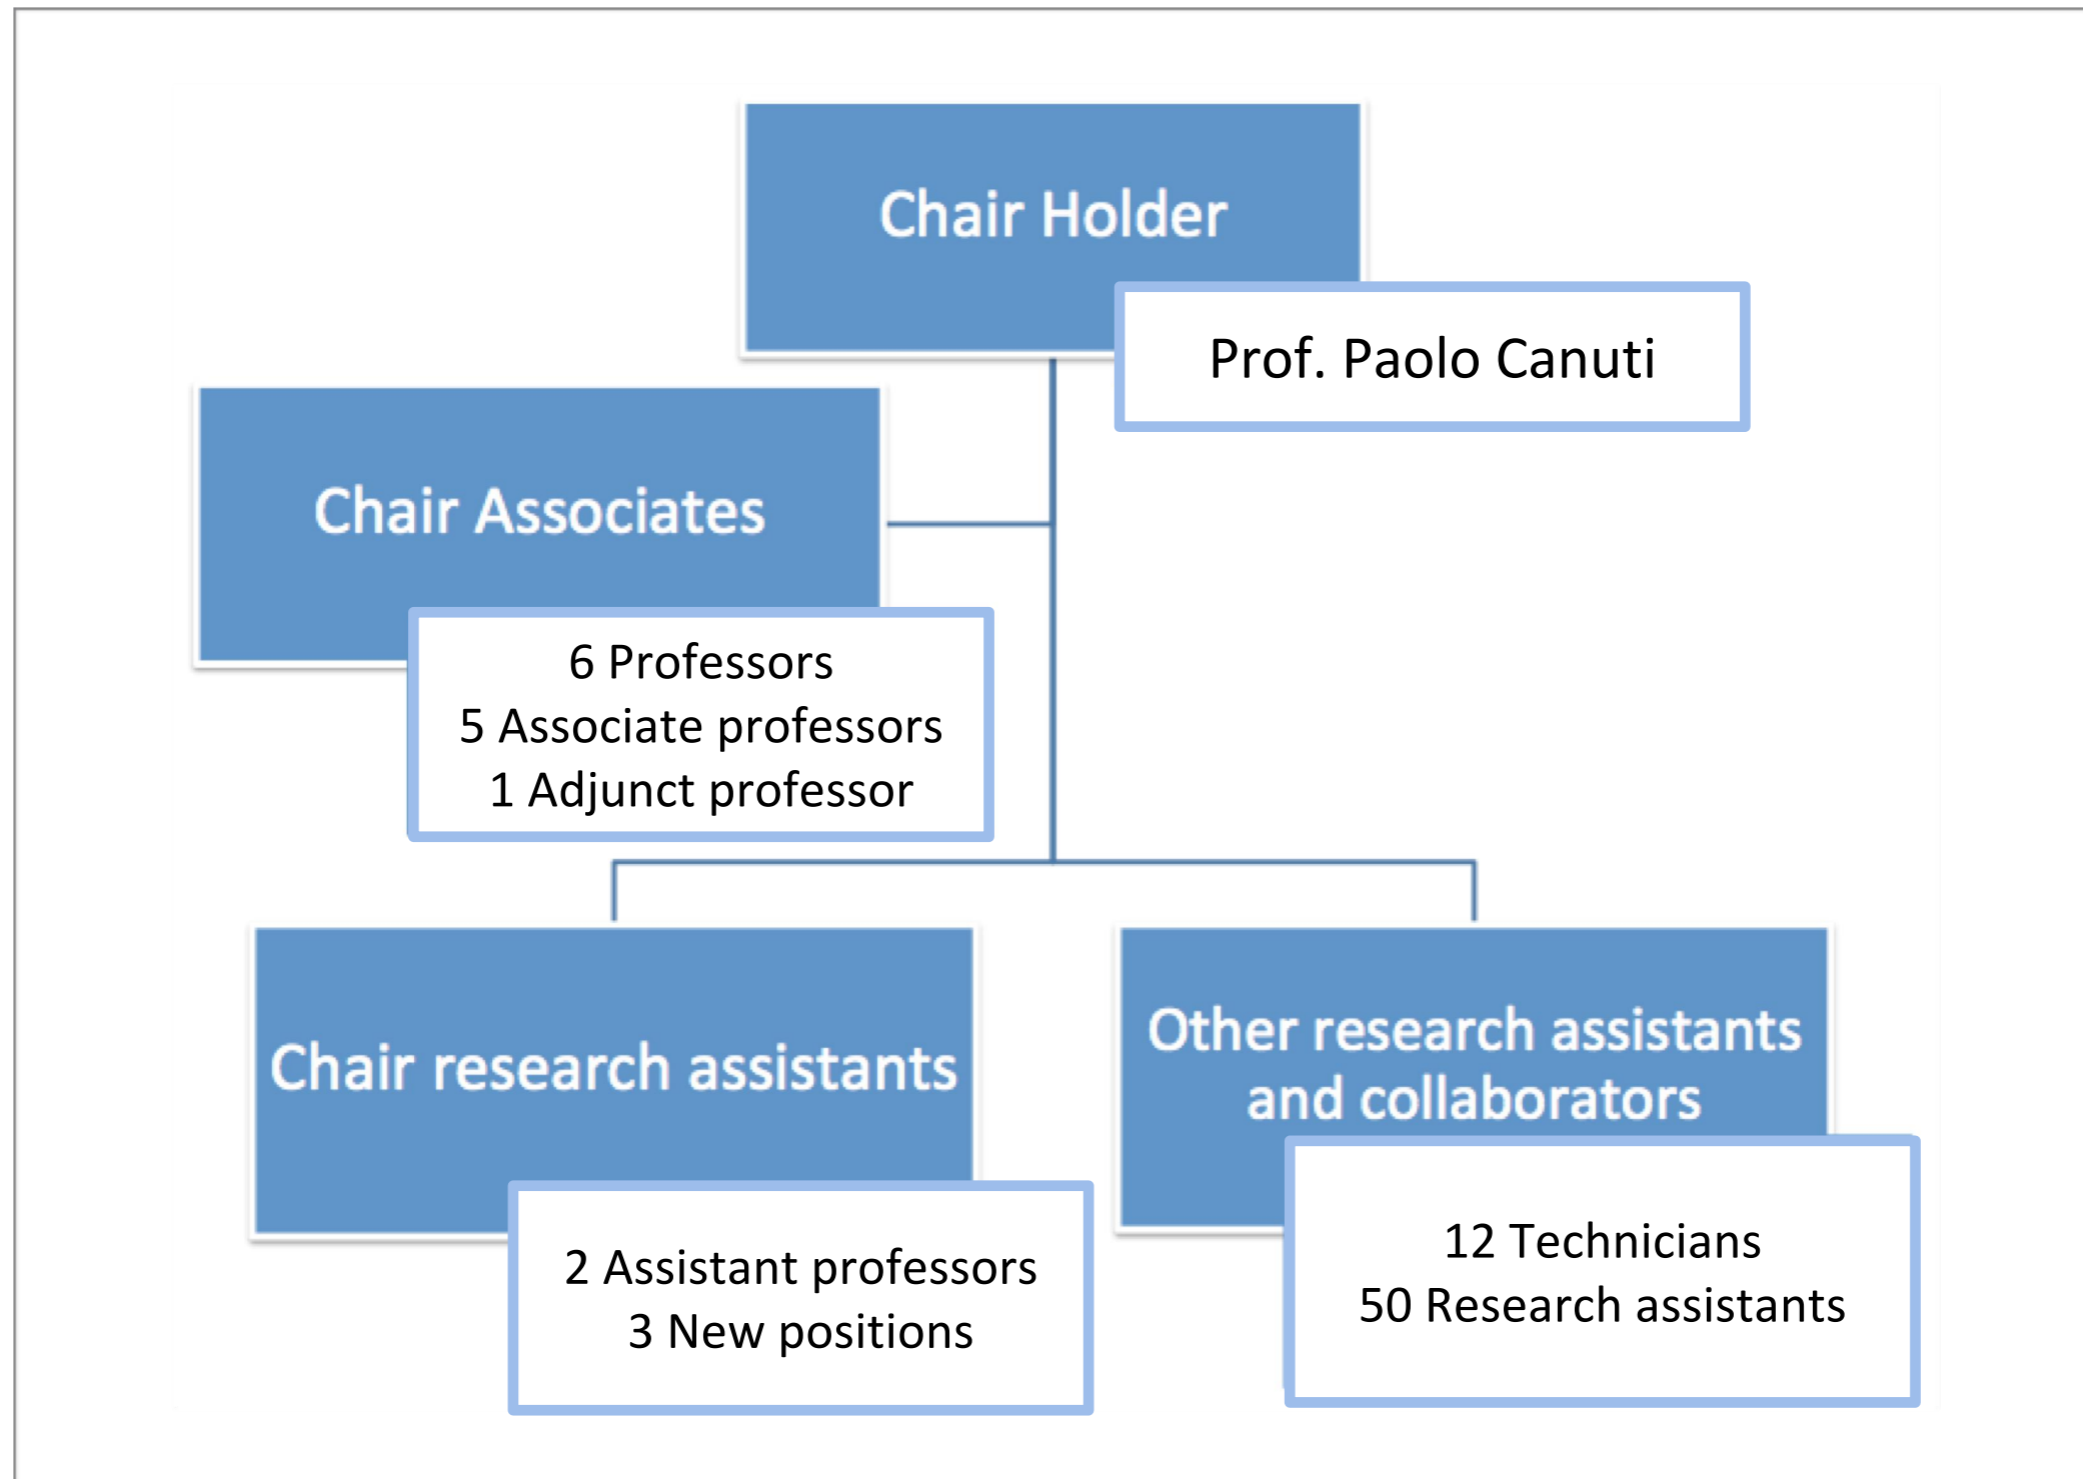 Chair Holder
Prof. Paolo Canuti
Chair Associates
6 Professors
5 Associate professors
1 Adjunct professor
Chair research assistants
2 Assistant professors
3 New positions
Other research assistants
and collaborators
12 Technicians
50 Research assistants